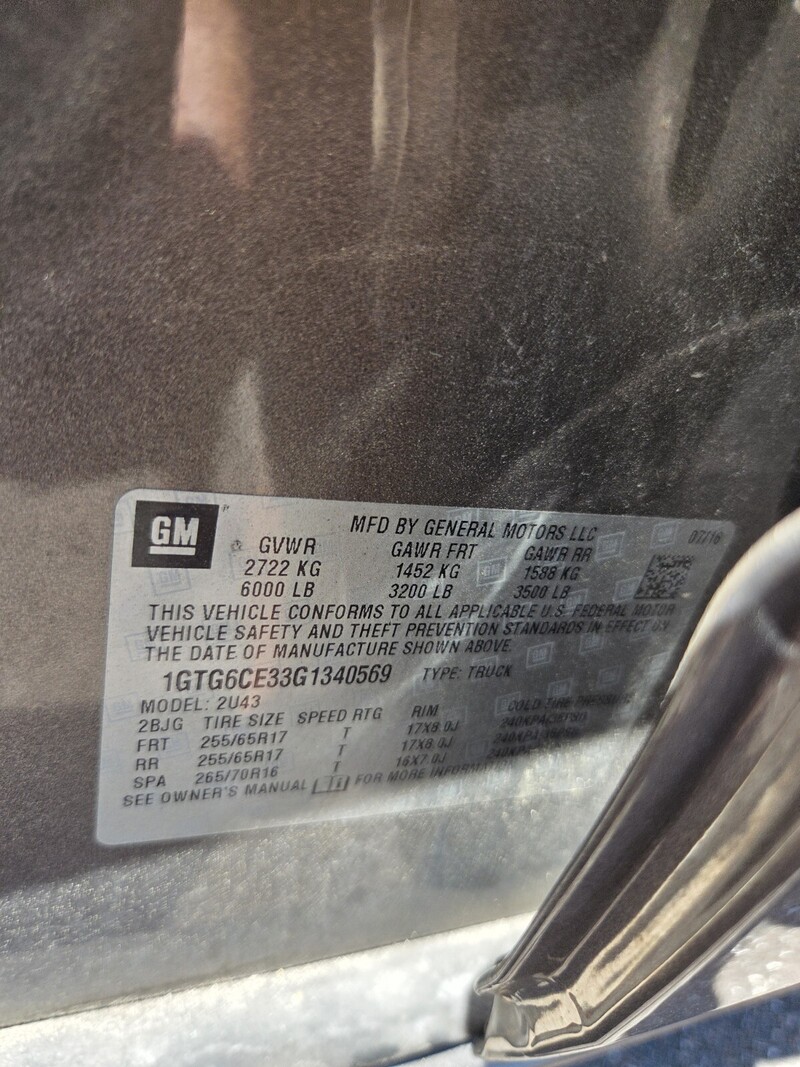 GM
MFD BY GENERAL MOTORS LLC
07/16
GVWR GAWR FRT GAWR RR
2722 KG 1452 KG 1588 KG
6000 LB 3200 LB 3500 LB
THIS VEHICLE CONFORMS TO ALL APPLICABLE U.S. FEDERAL MOTOR
VEHICLE SAFETY AND THEFT PREVENTION STANDARDS IN EFFECT ON
THE DATE OF MANUFACTURE SHOWN ABOVE.
1GTG6CE33G1340569 TYPE: TRUCK
MODEL: 2U43
2BJG TIRE SIZE SPEED RTG RIM COLD TIRE PRESSURE
FRT 255/65R17 T 17X8.0J
RR 255/65R17 T 17X8.0J
SPA 265/70R16 T 16X7.0J
SEE OWNER'S MANUAL FOR MORE